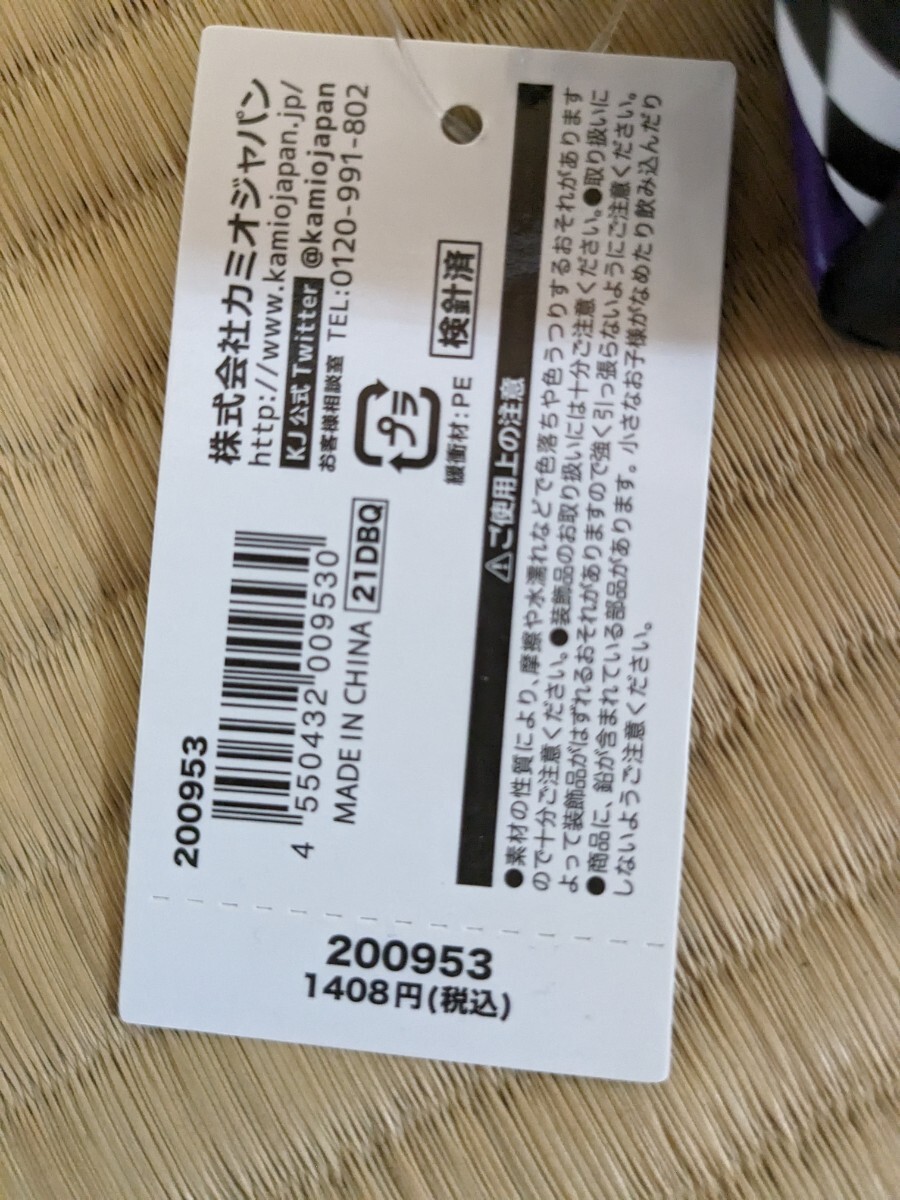 株式会社カミオジャパン
http://www.kamiojapan.jp/
KJ公式Twitter @kamiojapan
お客様相談室 TEL:0120-991-802
プラ
緩衝材:PE
検針済
200953
4 550432 009530
MADE IN CHINA 21DBQ
⚠ご使用上の注意
●素材の性質により、摩擦や水濡れなどで色落ちや色うつりするおそれがあります
ので十分ご注意ください。●装飾品のお取り扱いには十分ご注意ください。●取り扱いに
よって装飾品がはずれるおそれがありますので強く引っ張らないようにご注意ください。
●商品に、鉛が含まれている部品があります。小さなお子様がなめたり飲み込んだり
しないようご注意ください。
200953
1408円(税込)